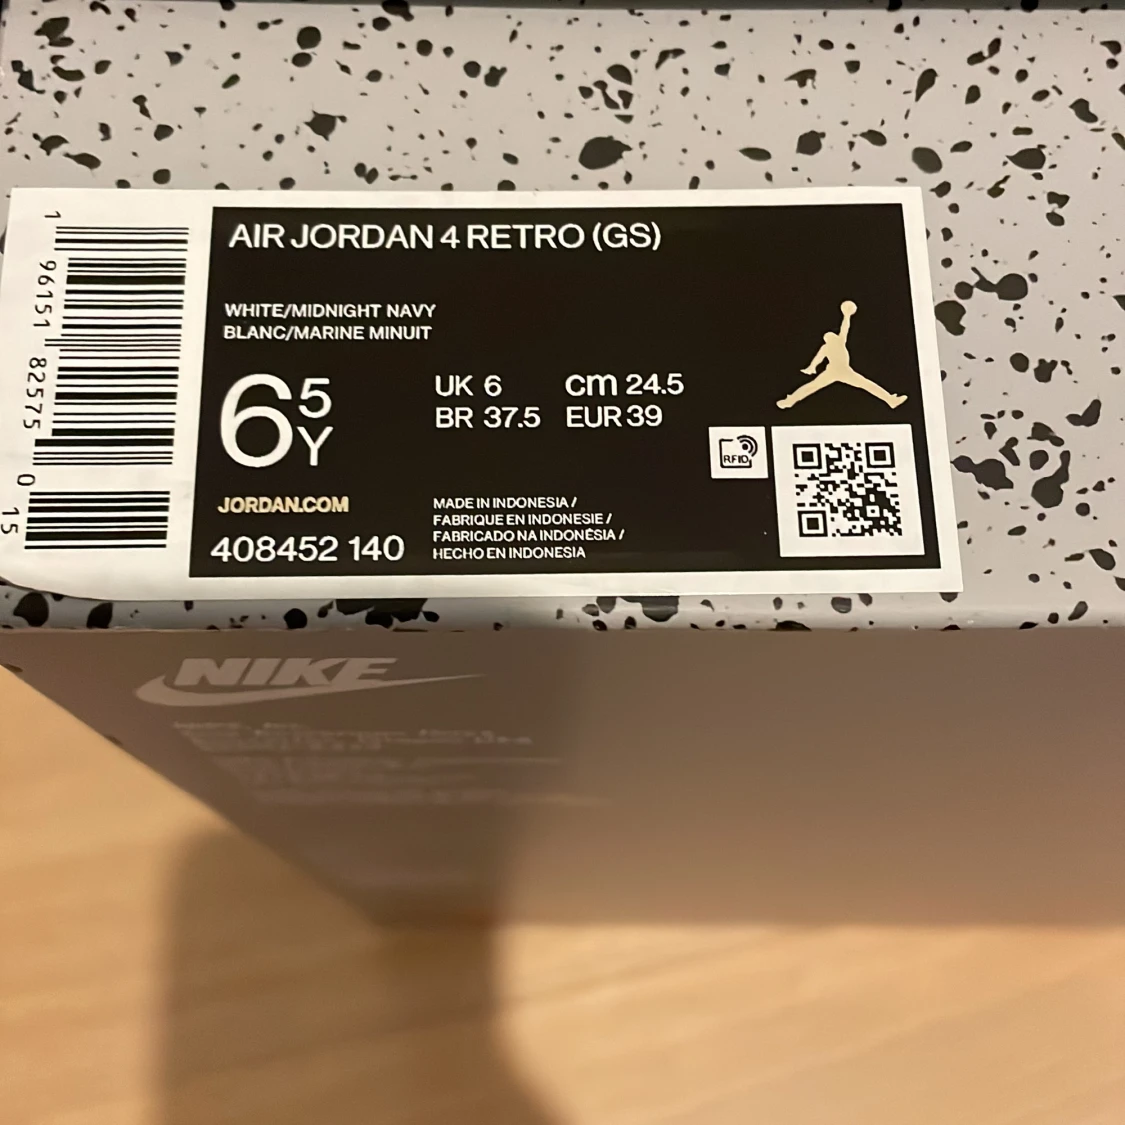 AIR JORDAN 4 RETRO (GS)
WHITE/MIDNIGHT NAVY
BLANC/MARINE MINUIT
6 5 Y
UK 6 cm 24.5
BR 37.5 EUR 39
RFID
JORDAN.COM
408452 140
MADE IN INDONESIA /
FABRIQUE EN INDONESIE /
FABRICADO NA INDONÉSIA /
HECHO EN INDONESIA
1 96151 82575 0
15
NIKE